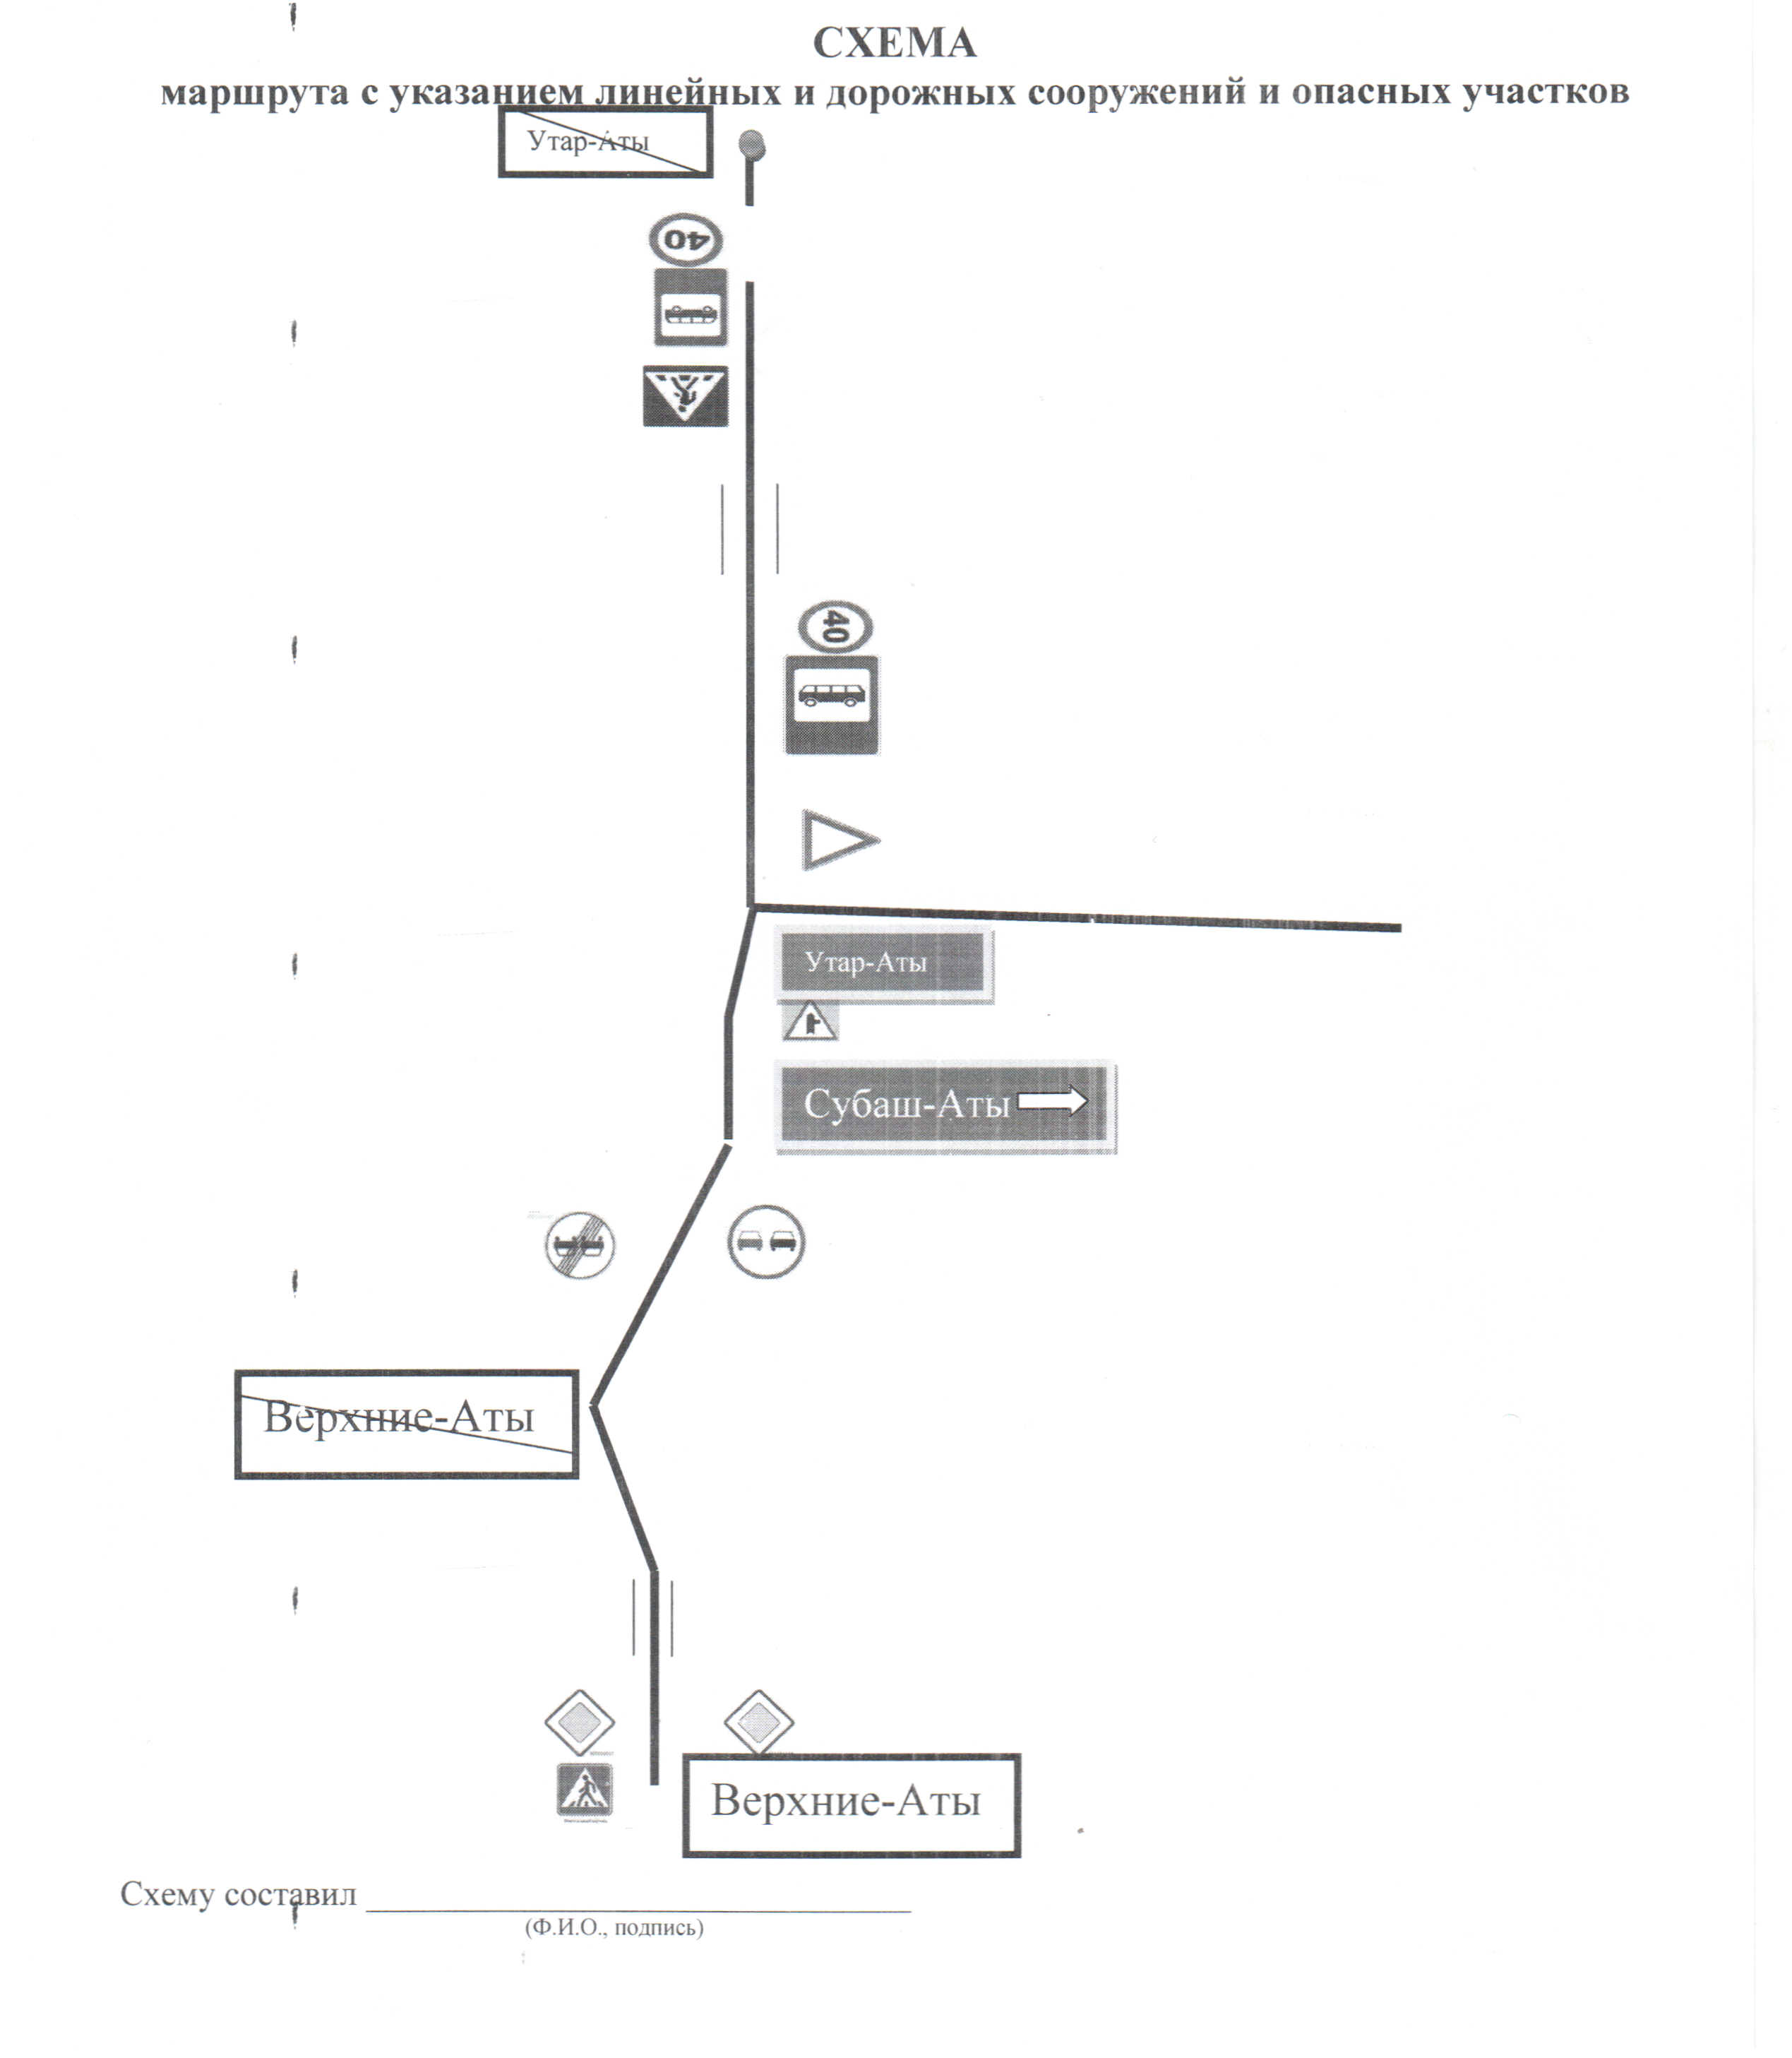 СХЕМА
маршрута с указанием линейных и дорожных сооружений и опасных участков
Утар-Аты
40
40
Утар-Аты
Субаш-Аты
Верхние-Аты
Верхние-Аты
Схему составил
(Ф.И.О., подпись)